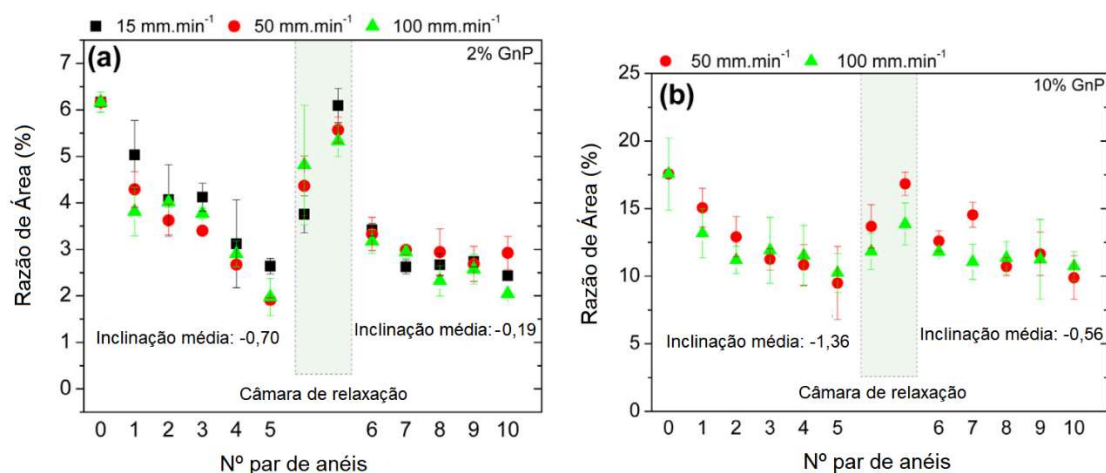 15 mm.min⁻¹ 50 mm.min⁻¹ 100 mm.min⁻¹
(a)
2% GnP
Razão de Área (%)
7
6
5
4
3
2
1
0
Inclinação média: -0,70
Inclinação média: -0,19
Câmara de relaxação
0 1 2 3 4 5 6 7 8 9 10
Nº par de anéis
50 mm.min⁻¹ 100 mm.min⁻¹
(b)
10% GnP
Razão de Área (%)
25
20
15
10
5
0
Inclinação média: -1,36
Inclinação média: -0,56
Câmara de relaxação
0 1 2 3 4 5 6 7 8 9 10
Nº par de anéis